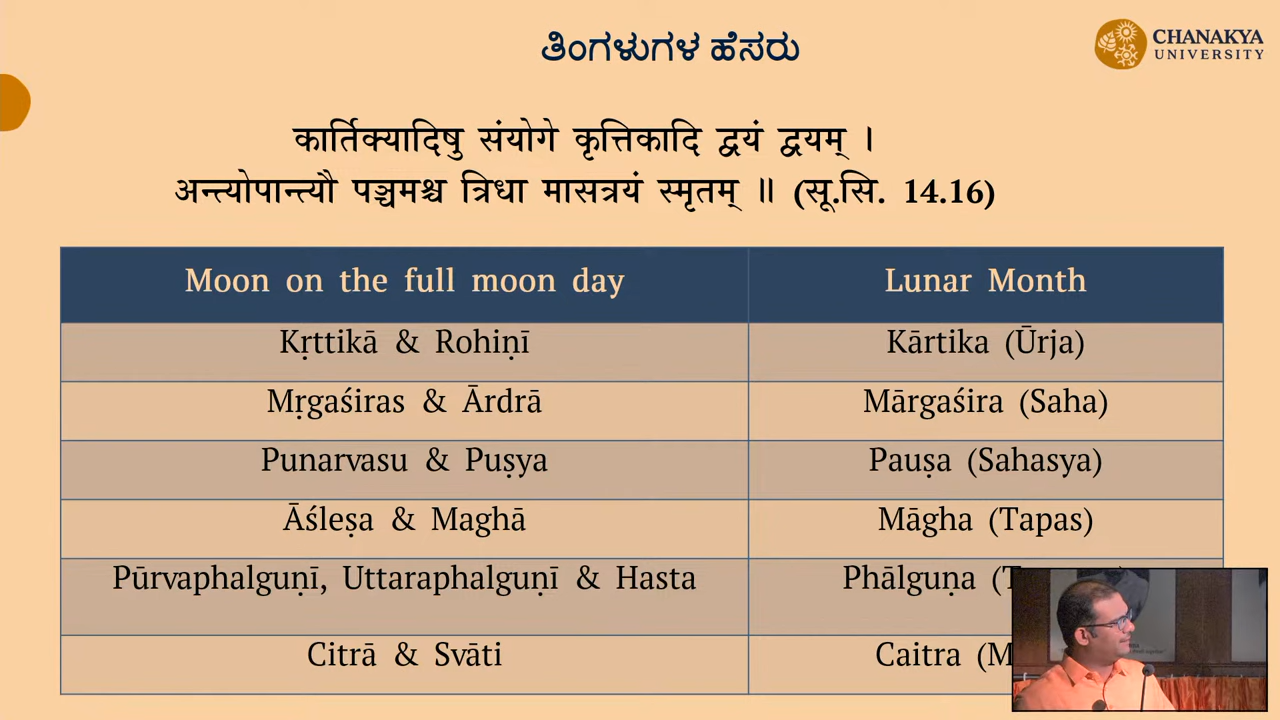 ತಿಂಗಳುಗಳ ಹೆಸರು
CHANAKYA
UNIVERSITY
कार्तिक्यादिषु संयोगे कृत्तिकादि द्वयं द्वयम् ।
अन्त्योपान्त्यौ पञ्चमश्च त्रिधा मासत्रयं स्मृतम् ॥ (सू.सि. 14.16)
Moon on the full moon day Lunar Month
Kṛttikā & Rohiṇī Kārtika (Ūrja)
Mṛgaśiras & Ārdrā Mārgaśira (Saha)
Punarvasu & Puṣya Pauṣa (Sahasya)
Āśleṣa & Maghā Māgha (Tapas)
Pūrvaphalguṇī, Uttaraphalguṇī & Hasta Phālguṇa
Citrā & Svāti Caitra